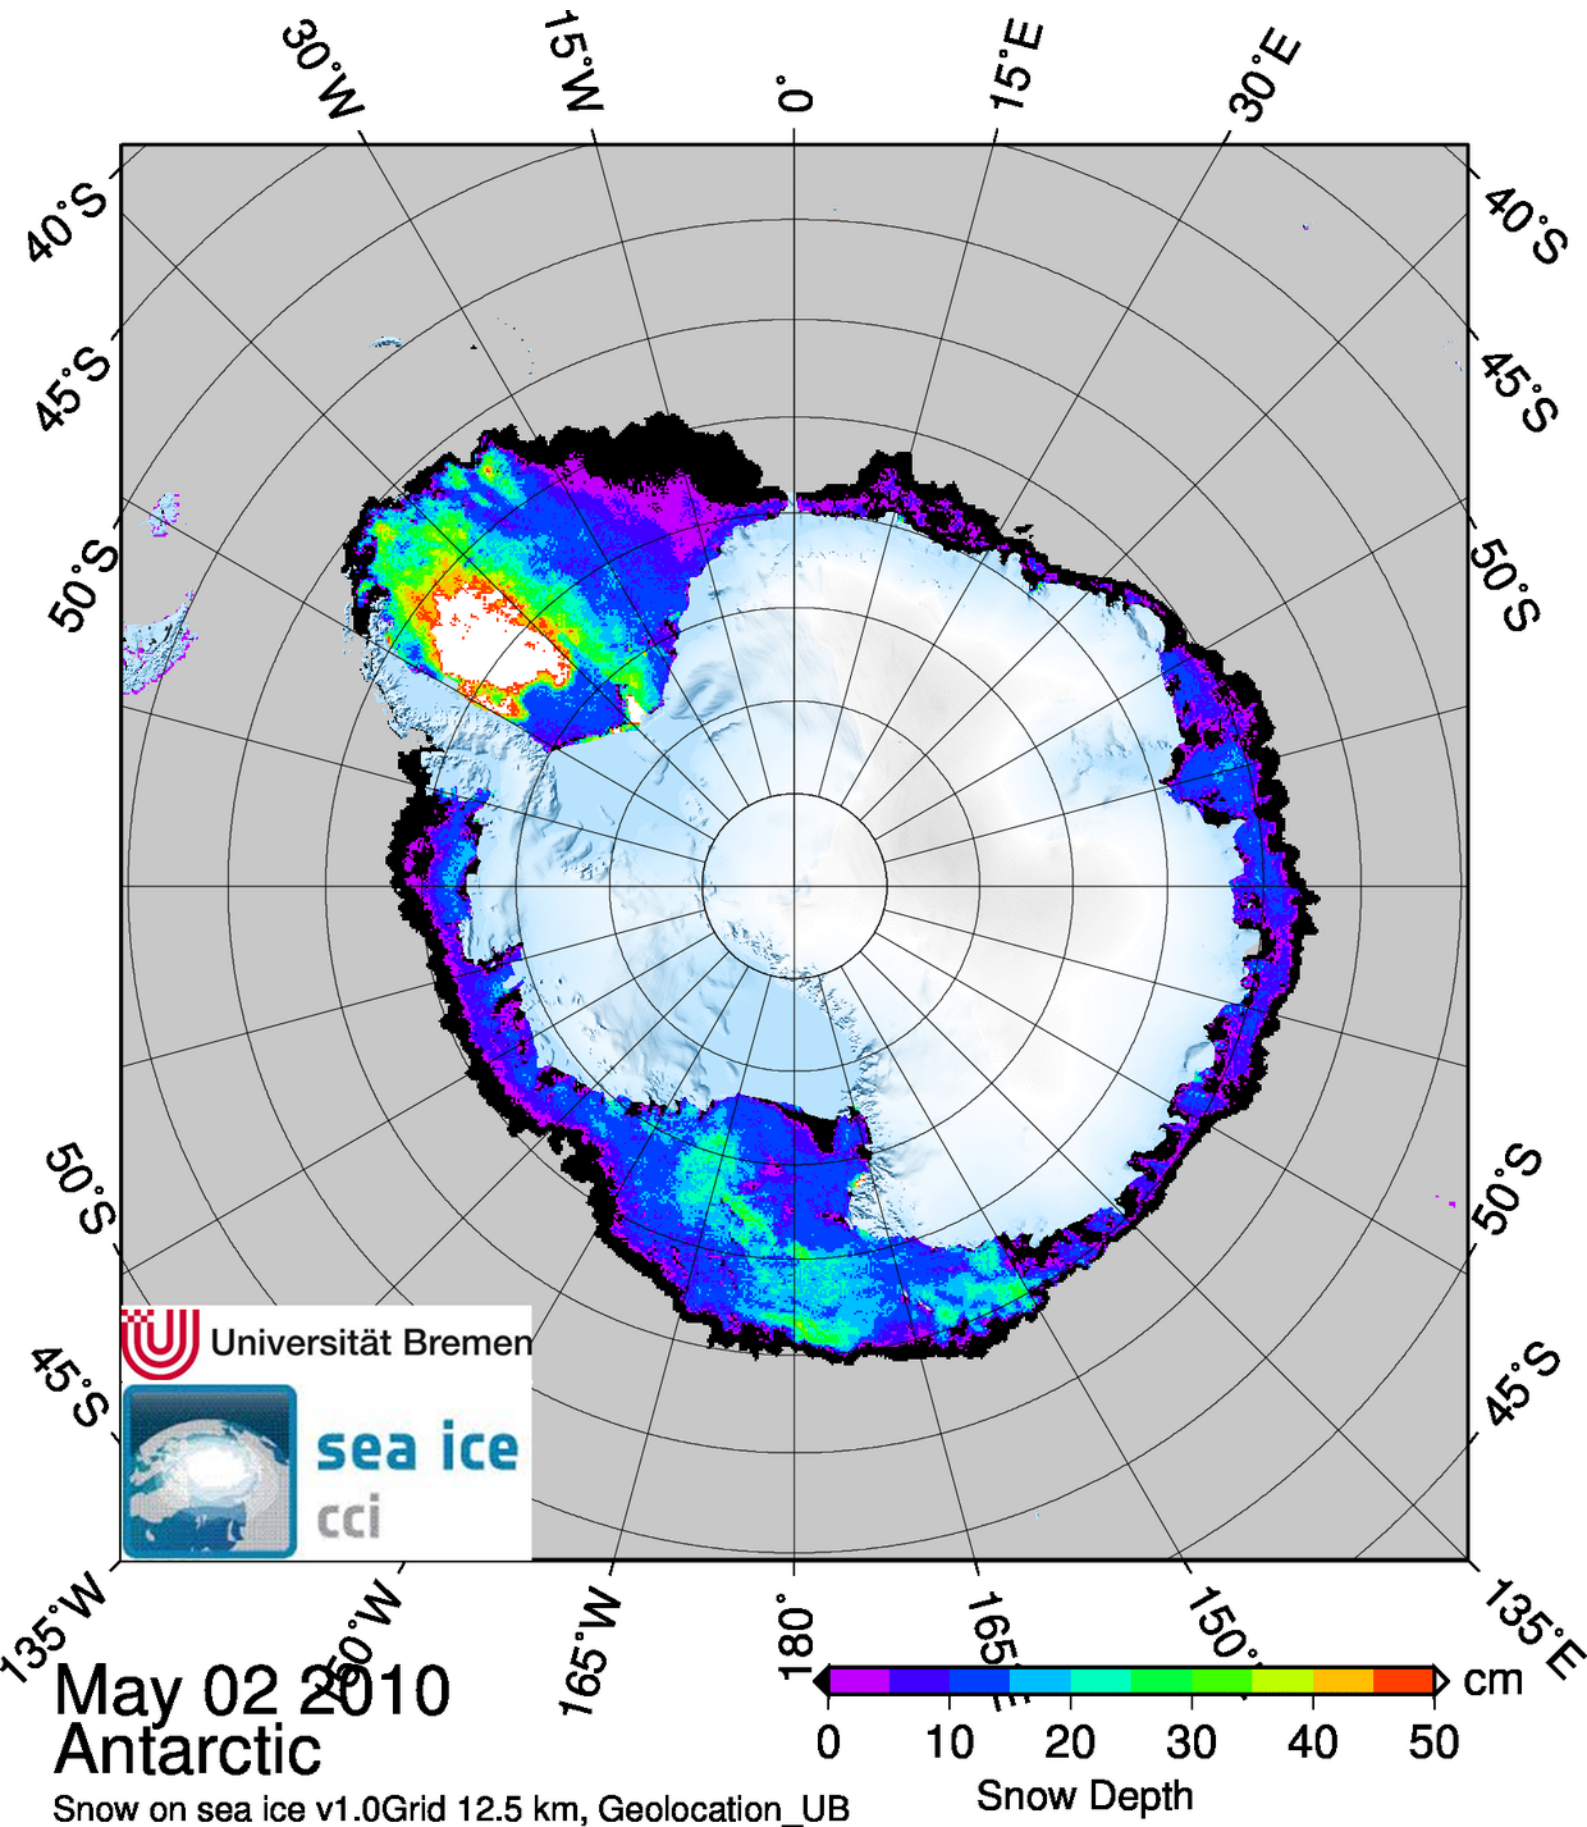 30°W
15°W
0°
15°E
30°E
40°S
40°S
45°S
45°S
50°S
50°S
50°S
50°S
45°S
45°S
Universität Bremen
sea ice
cci
135°W
165°W
180°
135°E
May 02 2010
Antarctic
Snow on sea ice v1.0Grid 12.5 km, Geolocation_UB
cm
0 10 20 30 40 50
Snow Depth